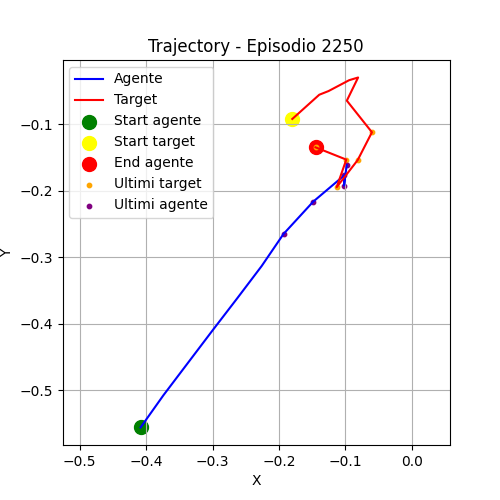 Trajectory - Episodio 2250
Agente
Target
Start agente
Start target
End agente
Ultimi target
Ultimi agente
Y
−0.1
−0.2
−0.3
−0.4
−0.5
−0.5
−0.4
−0.3
−0.2
−0.1
0.0
X